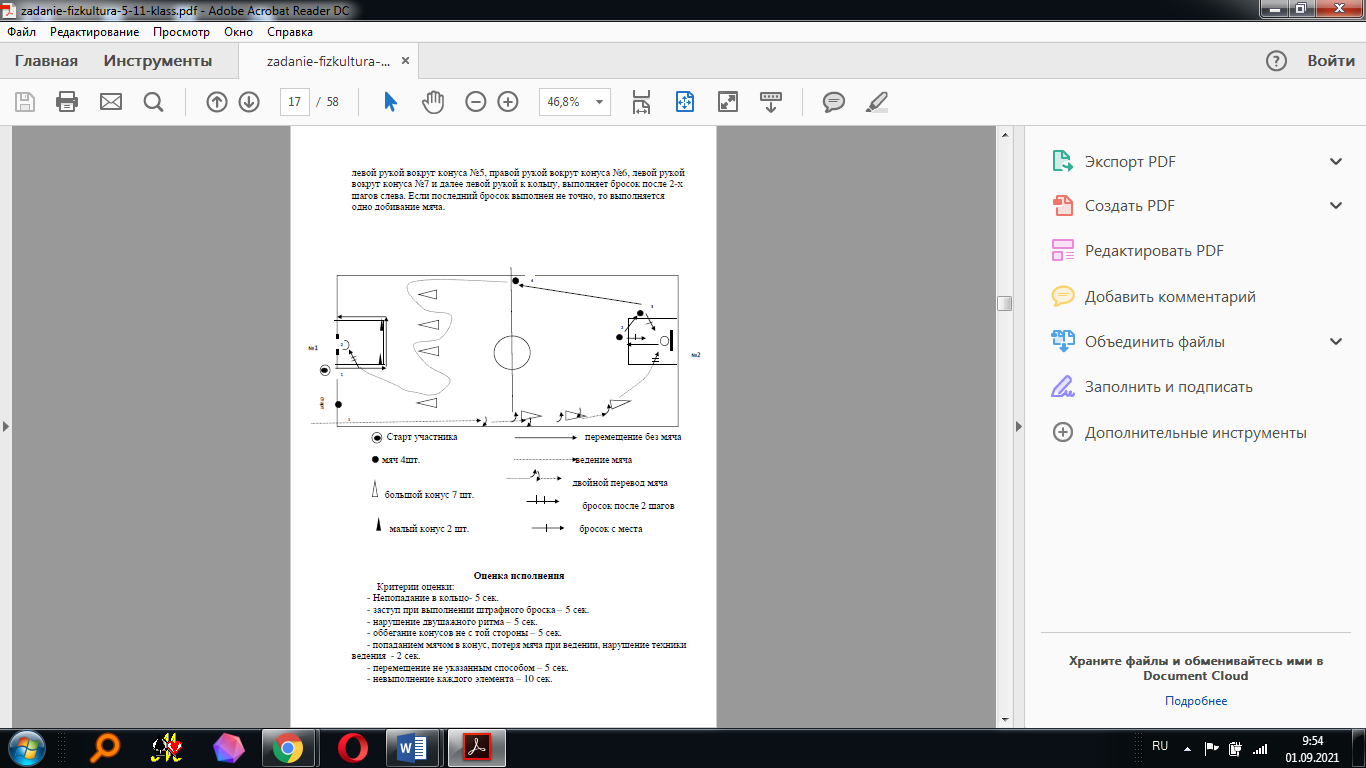 zadanie-fizkultura-5-11-klass.pdf - Adobe Acrobat Reader DC
Файл Редактирование Просмотр Окно Справка
Главная Инструменты zadanie-fizkultura-... × Войти
17 / 58 46,8%
левой рукой вокруг конуса №5, правой рукой вокруг конуса №6, левой рукой
вокруг конуса №7 и далее левой рукой к кольцу, выполняет бросок после 2-х
шагов слева. Если последний бросок выполнен не точно, то выполняется
одно добивание мяча.
4
3
2
2
№1
№2
1
1
Старт участника
перемещение без мяча
мяч 4шт.
ведение мяча
двойной перевод мяча
большой конус 7 шт.
бросок после 2 шагов
малый конус 2 шт.
бросок с места
Оценка исполнения
Критерии оценки:
- Непопадание в кольцо- 5 сек.
- заступ при выполнении штрафного броска – 5 сек.
- нарушение двушажного ритма – 5 сек.
- оббегание конусов не с той стороны – 5 сек.
- попаданием мячом в конус, потеря мяча при ведении, нарушение техники
ведения - 2 сек.
- перемещение не указанным способом – 5 сек.
- невыполнение каждого элемента – 10 сек.
Экспорт PDF
Создать PDF
Редактировать PDF
Добавить комментарий
Объединить файлы
Заполнить и подписать
Дополнительные инструменты
Храните файлы и обменивайтесь ими в
Document Cloud
Подробнее
RU
9:54
01.09.2021